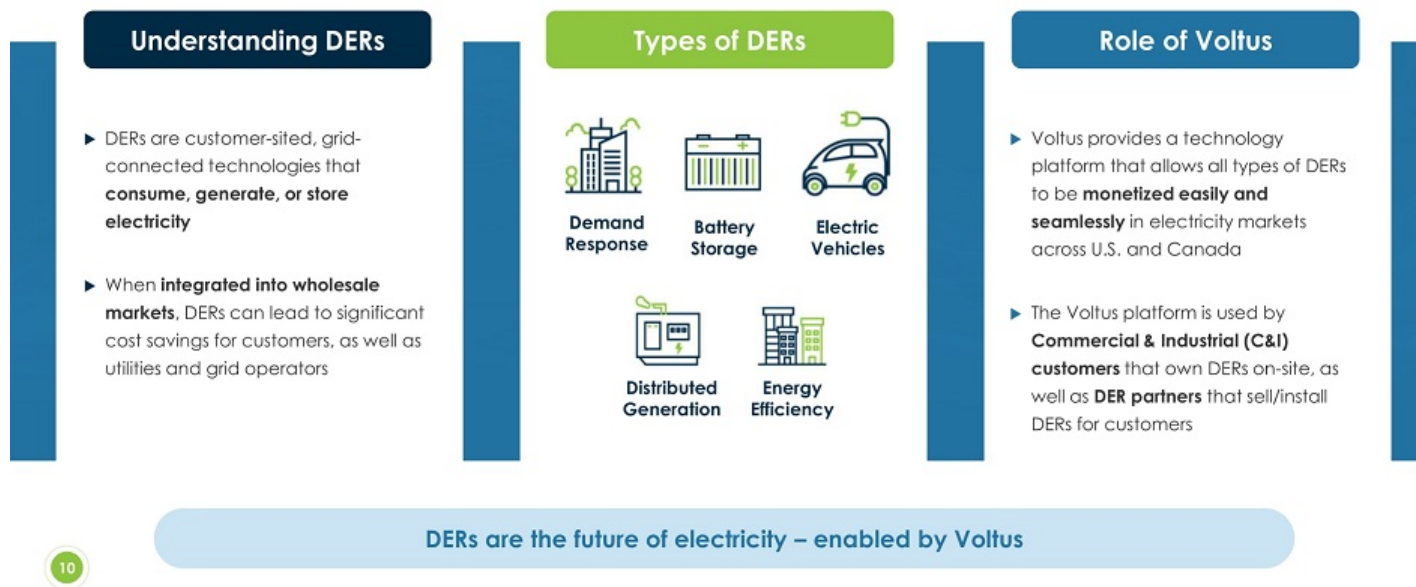 Understanding DERs
DERs are customer-sited, grid-
connected technologies that
consume, generate, or store
electricity
When integrated into wholesale
markets, DERs can lead to significant
cost savings for customers, as well as
utilities and grid operators
Types of DERs
Demand
Response
Battery
Storage
Electric
Vehicles
Distributed
Generation
Energy
Efficiency
Role of Voltus
Voltus provides a technology
platform that allows all types of DERs
to be monetized easily and
seamlessly in electricity markets
across U.S. and Canada
The Voltus platform is used by
Commercial & Industrial (C&I)
customers that own DERs on-site, as
well as DER partners that sell/install
DERs for customers
DERs are the future of electricity – enabled by Voltus
10